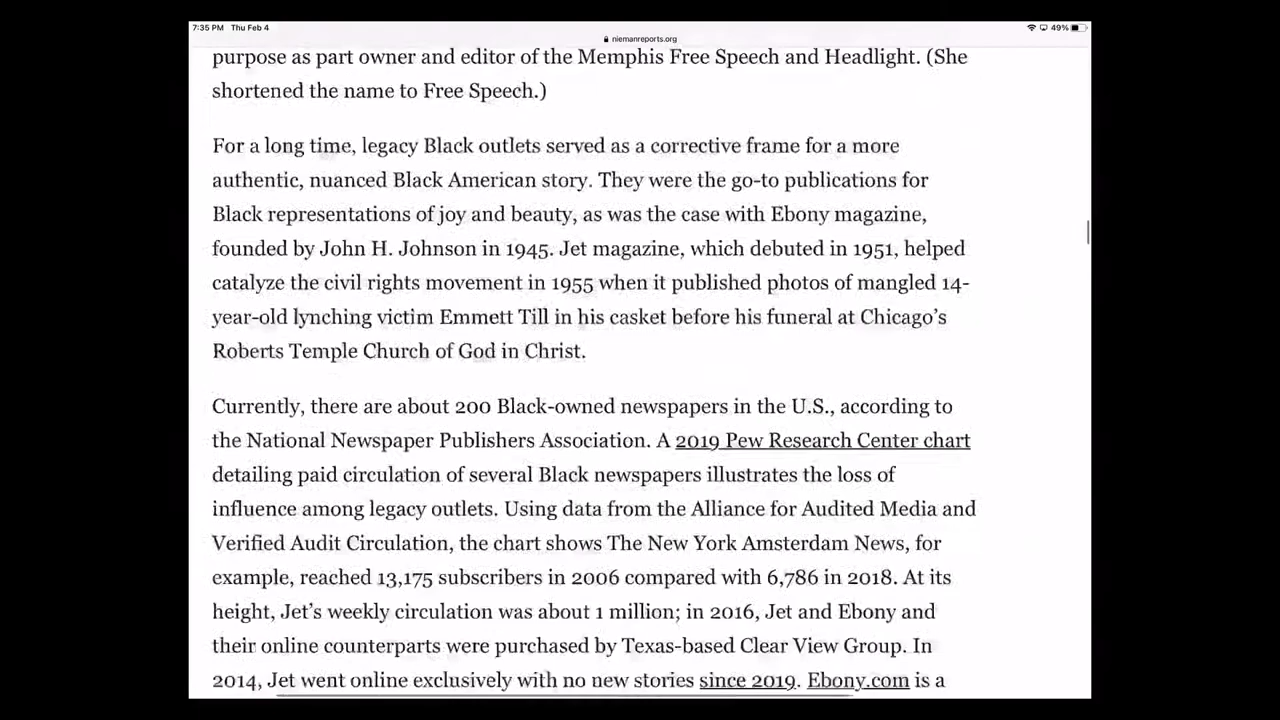 7:35 PM Thu Feb 4
49%
niemanreports.org
purpose as part owner and editor of the Memphis Free Speech and Headlight. (She
shortened the name to Free Speech.)
For a long time, legacy Black outlets served as a corrective frame for a more
authentic, nuanced Black American story. They were the go-to publications for
Black representations of joy and beauty, as was the case with Ebony magazine,
founded by John H. Johnson in 1945. Jet magazine, which debuted in 1951, helped
catalyze the civil rights movement in 1955 when it published photos of mangled 14-
year-old lynching victim Emmett Till in his casket before his funeral at Chicago’s
Roberts Temple Church of God in Christ.
Currently, there are about 200 Black-owned newspapers in the U.S., according to
the National Newspaper Publishers Association. A 2019 Pew Research Center chart
detailing paid circulation of several Black newspapers illustrates the loss of
influence among legacy outlets. Using data from the Alliance for Audited Media and
Verified Audit Circulation, the chart shows The New York Amsterdam News, for
example, reached 13,175 subscribers in 2006 compared with 6,786 in 2018. At its
height, Jet’s weekly circulation was about 1 million; in 2016, Jet and Ebony and
their online counterparts were purchased by Texas-based Clear View Group. In
2014, Jet went online exclusively with no new stories since 2019. Ebony.com is a